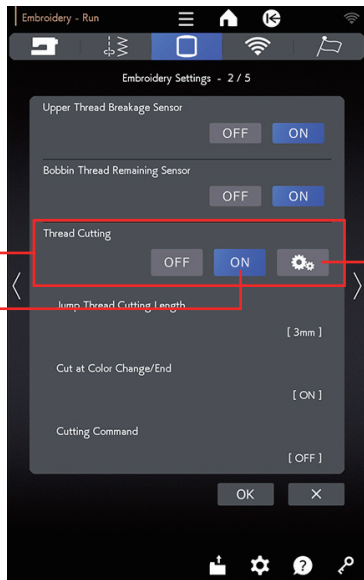 Embroidery - Run
Embroidery Settings - 2 / 5
Upper Thread Breakage Sensor
OFF ON
Bobbin Thread Remaining Sensor
OFF ON
Thread Cutting
OFF ON
Jump Thread Cutting Length
[ 3mm ]
Cut at Color Change/End
[ ON ]
Cutting Command
[ OFF ]
OK ×